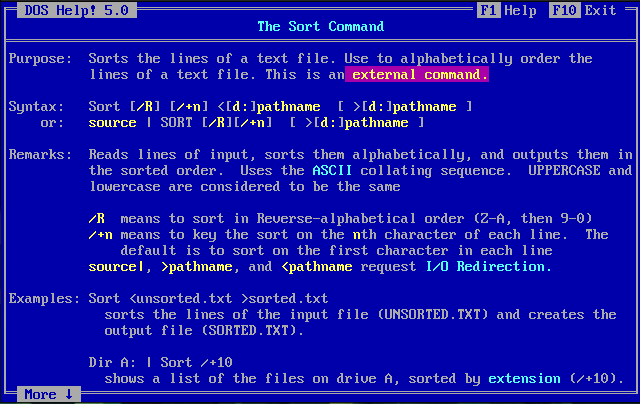 DOS Help! 5.0 F1 Help F10 Exit
The Sort Command
Purpose: Sorts the lines of a text file. Use to alphabetically order the
lines of a text file. This is an external command.
Syntax: Sort [/R] [/+n] <[d:]pathname [ >[d:]pathname ]
or: source | SORT [/R][/+n] [ >[d:]pathname ]
Remarks: Reads lines of input, sorts them alphabetically, and outputs them in
the sorted order. Uses the ASCII collating sequence. UPPERCASE and
lowercase are considered to be the same
/R means to sort in Reverse-alphabetical order (Z-A, then 9-0)
/+n means to key the sort on the nth character of each line. The
default is to sort on the first character in each line
source|, >pathname, and <pathname request I/O Redirection.
Examples: Sort <unsorted.txt >sorted.txt
sorts the lines of the input file (UNSORTED.TXT) and creates the
output file (SORTED.TXT).
Dir A: | Sort /+10
shows a list of the files on drive A, sorted by extension (/+10).
More ↓